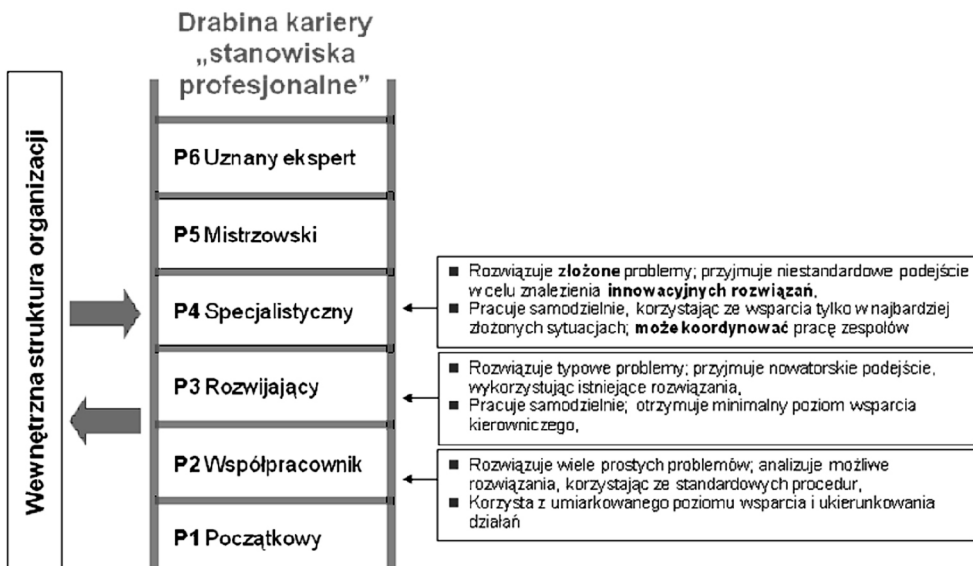 Drabina kariery
„stanowiska
profesjonalne”
Wewnętrzna struktura organizacji
P6 Uznany ekspert
P5 Mistrzowski
P4 Specjalistyczny
P3 Rozwijający
P2 Współpracownik
P1 Początkowy
■ Rozwiązuje złożone problemy; przyjmuje niestandardowe podejście
w celu znalezienia innowacyjnych rozwiązań,
■ Pracuje samodzielnie, korzystając ze wsparcia tylko w najbardziej
złożonych sytuacjach; może koordynować pracę zespołów
■ Rozwiązuje typowe problemy; przyjmuje nowatorskie podejście,
wykorzystując istniejące rozwiązania,
■ Pracuje samodzielnie; otrzymuje minimalny poziom wsparcia
kierowniczego,
■ Rozwiązuje wiele prostych problemów; analizuje możliwe
rozwiązania, korzystając ze standardowych procedur,
■ Korzysta z umiarkowanego poziomu wsparcia i ukierunkowania
działań